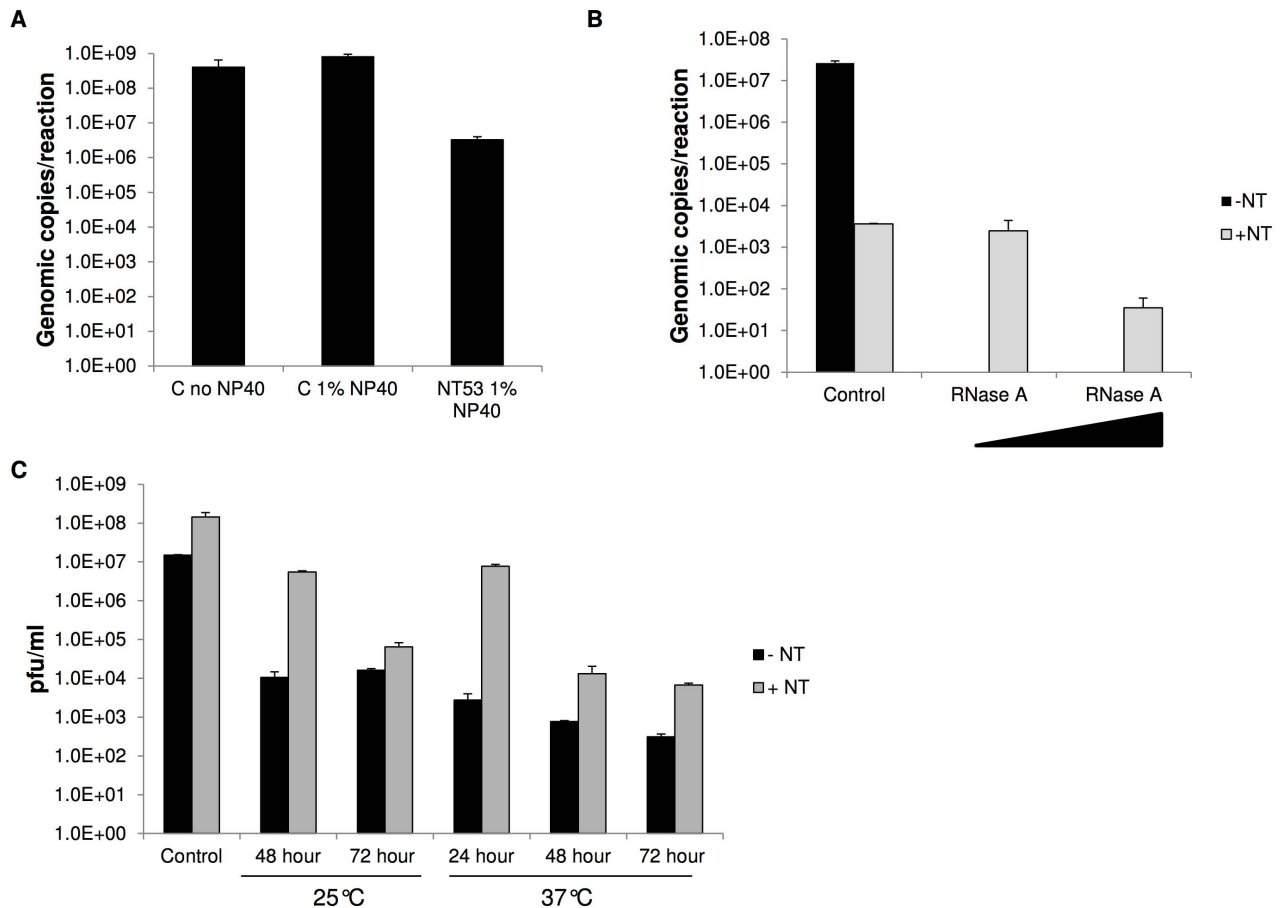 A
Genomic copies/reaction
1.0E+09
1.0E+08
1.0E+07
1.0E+06
1.0E+05
1.0E+04
1.0E+03
1.0E+02
1.0E+01
1.0E+00
C no NP40
C 1% NP40
NT53 1%
NP40
B
Genomic copies/reaction
1.0E+08
1.0E+07
1.0E+06
1.0E+05
1.0E+04
1.0E+03
1.0E+02
1.0E+01
1.0E+00
Control
RNase A
RNase A
-NT
+NT
C
pfu/ml
1.0E+09
1.0E+08
1.0E+07
1.0E+06
1.0E+05
1.0E+04
1.0E+03
1.0E+02
1.0E+01
1.0E+00
Control
48 hour
72 hour
24 hour
48 hour
72 hour
25°C
37°C
- NT
+ NT